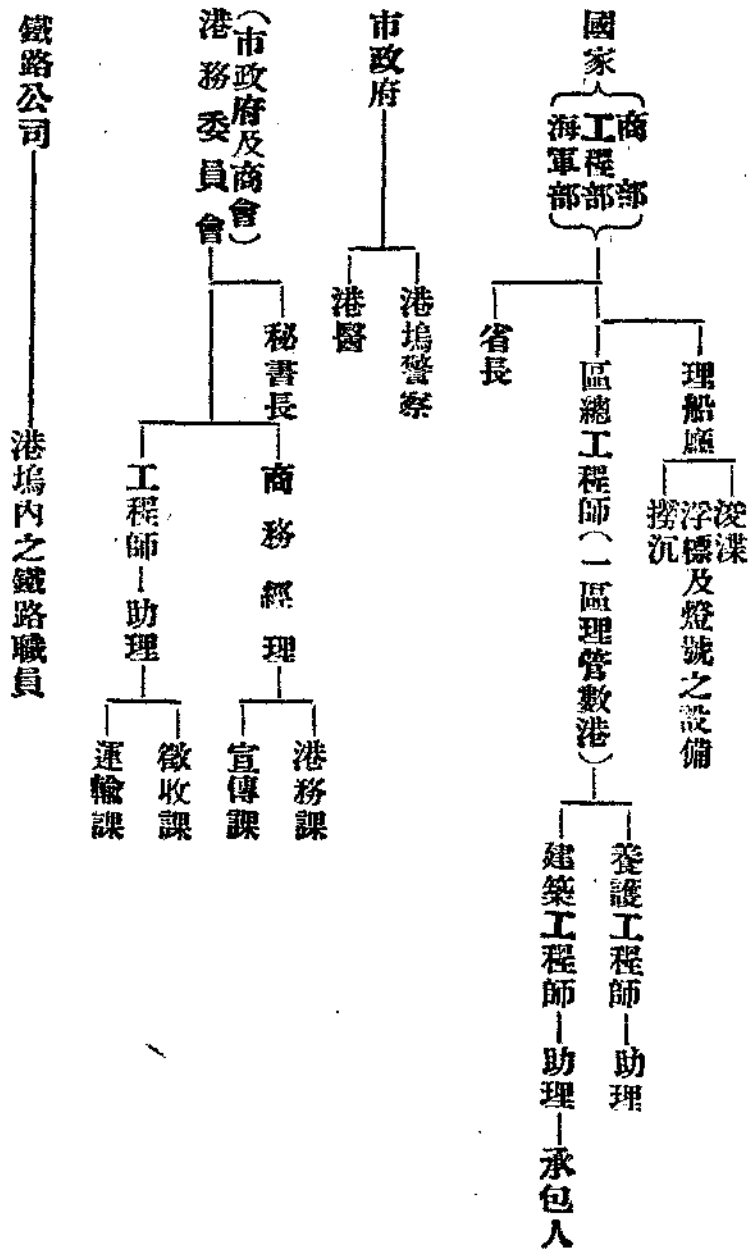 國家
商部
工程部
海軍部
理船廳
浚渫
浮標及燈號之設備
撈沉
區總工程師(一區理管數港)
養護工程師
助理
建築工程師
助理
承包人
省長
市政府
港塢警察
港醫
港務委員會
(市政府及商會)
秘書長
商務經理
港務課
宣傳課
工程師
助理
徵收課
運輸課
鐵路公司
港塢內之鐵路職員